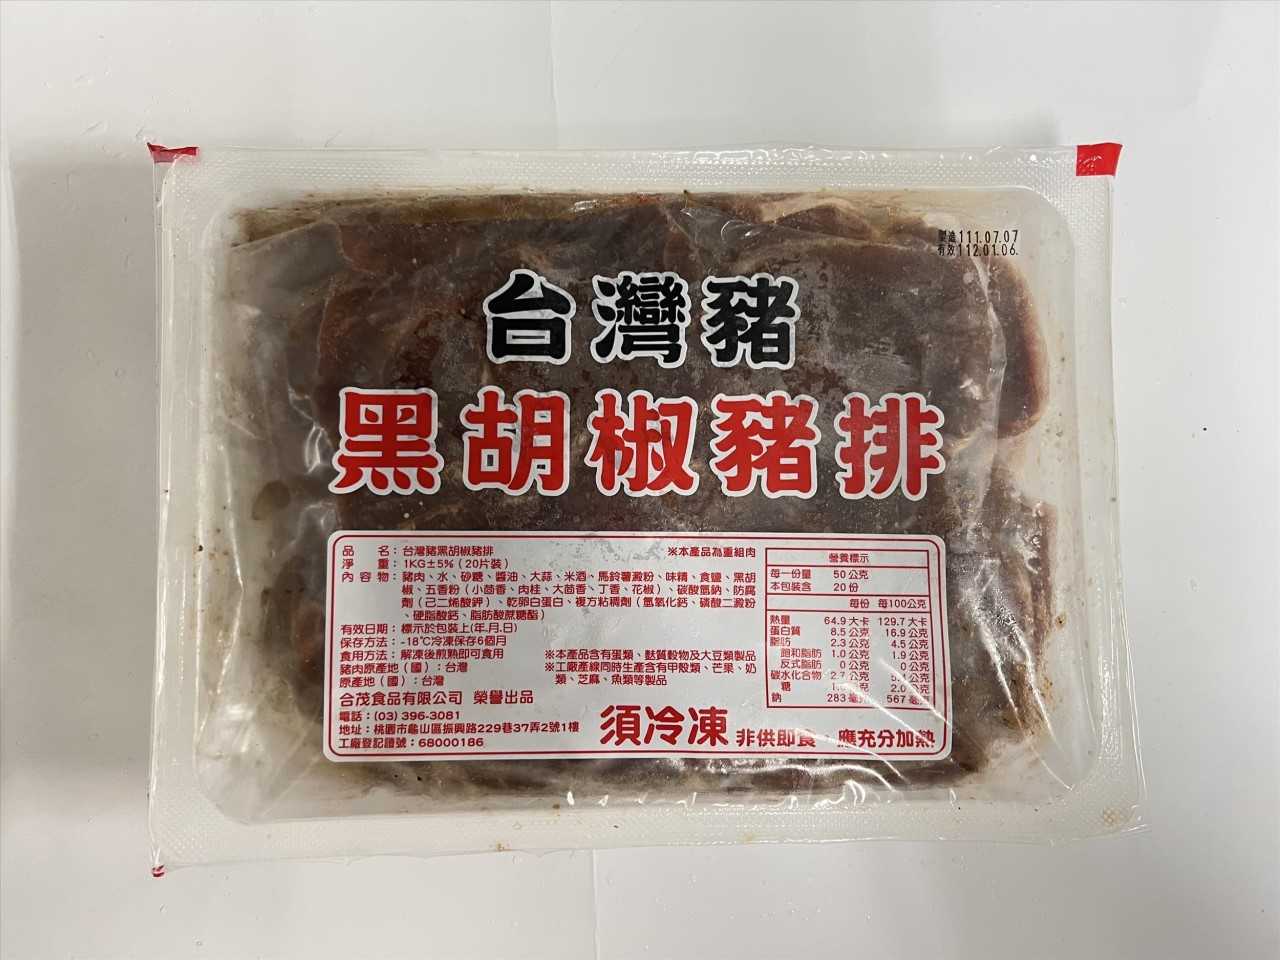 製造111.07.07
有效112.01.06.
台灣豬
黑胡椒豬排
品　名：台灣豬黑胡椒豬排
※本產品為重組肉
淨　重：1KG±5%（20片裝）
內容物：豬肉、水、砂糖、醬油、大蒜、米酒、馬鈴薯澱粉、味精、食鹽、黑胡
椒、五香粉（小茴香、肉桂、大茴香、丁香、花椒）、碳酸氫鈉、防腐
劑（己二烯酸鉀）、乾卵白蛋白、複方粘稠劑（氫氧化鈣、磷酸二澱粉
、硬脂酸鈣、脂肪酸蔗糖酯）
有效日期：標示於包裝上(年.月.日)
保存方法：-18℃冷凍保存6個月
食用方法：解凍後煎熟即可食用
豬肉原產地（國）：台灣
原產地（國）：台灣
※本產品含有蛋類、麩質穀物及大豆類製品
※工廠產線同時生產含有甲殼類、芒果、奶
類、芝麻、魚類等製品
合茂食品有限公司 榮譽出品
電話：(03) 396-3081
地址：桃園市龜山區振興路229巷37弄2號1樓
工廠登記證號：68000186
須冷凍 非供即食 應充分加熱
營養標示
每一份量 50公克
本包裝含 20份
每份 每100公克
熱量 64.9大卡 129.7大卡
蛋白質 8.5公克 16.9公克
脂肪 2.3公克 4.5公克
飽和脂肪 1.0公克 1.9公克
反式脂肪 0公克 0公克
碳水化合物 2.7公克 公克
糖 公克 2.0公克
鈉 283毫克 567毫克